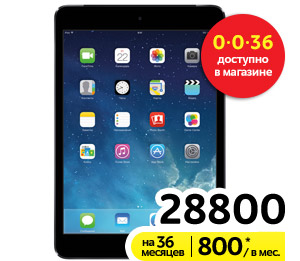 0·0·36
доступно
в магазине
28800
на 36
месяцев
800*/в мес.